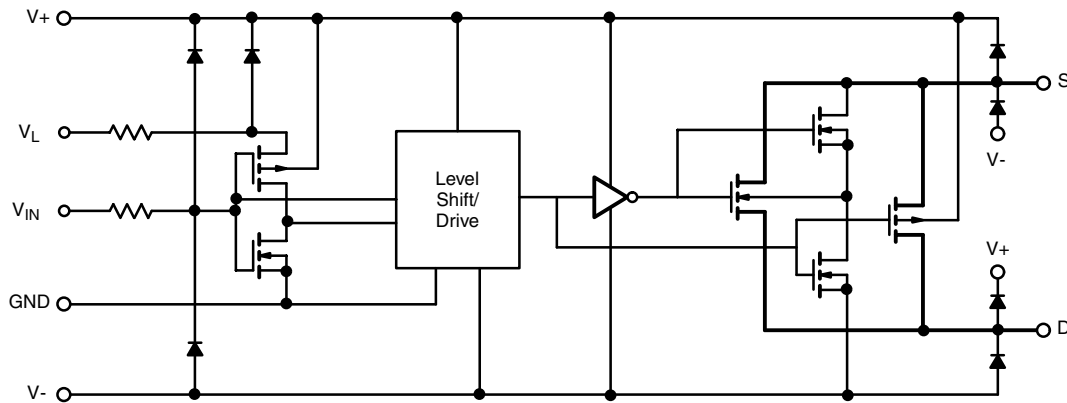 V+
S
V-
VL
Level
Shift/
Drive
VIN
V+
GND
D
V-